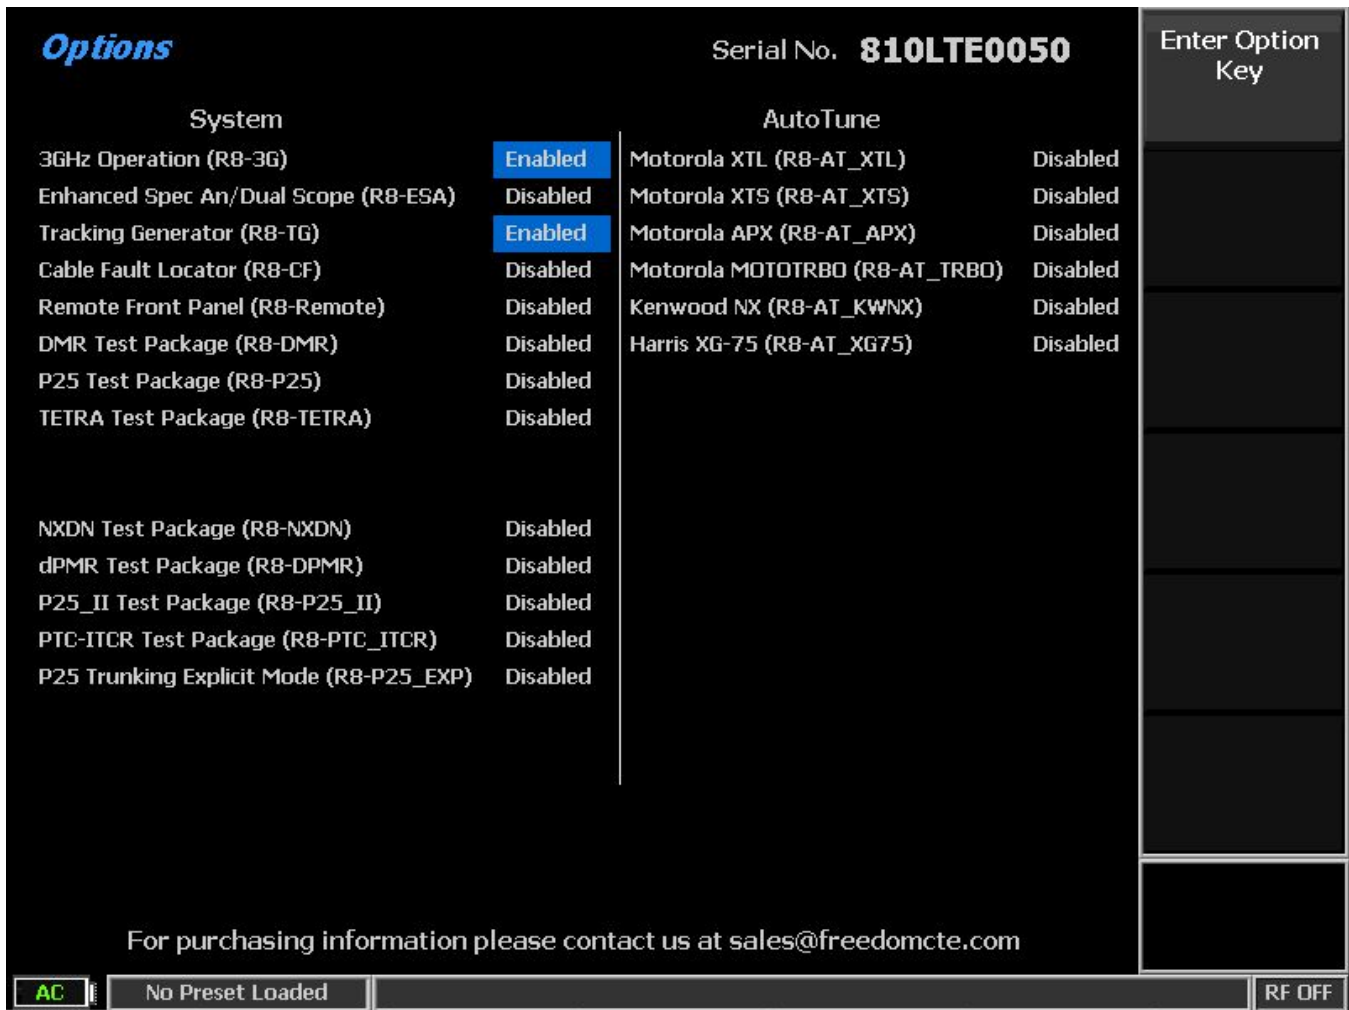 Options
Serial No. 810LTE0050
Enter Option
Key
System
AutoTune
3GHz Operation (R8-3G) Enabled
Enhanced Spec An/Dual Scope (R8-ESA) Disabled
Tracking Generator (R8-TG) Enabled
Cable Fault Locator (R8-CF) Disabled
Remote Front Panel (R8-Remote) Disabled
DMR Test Package (R8-DMR) Disabled
P25 Test Package (R8-P25) Disabled
TETRA Test Package (R8-TETRA) Disabled
NXDN Test Package (R8-NXDN) Disabled
dPMR Test Package (R8-DPMR) Disabled
P25_II Test Package (R8-P25_II) Disabled
PTC-ITCR Test Package (R8-PTC_ITCR) Disabled
P25 Trunking Explicit Mode (R8-P25_EXP) Disabled
Motorola XTL (R8-AT_XTL) Disabled
Motorola XTS (R8-AT_XTS) Disabled
Motorola APX (R8-AT_APX) Disabled
Motorola MOTOTRBO (R8-AT_TRBO) Disabled
Kenwood NX (R8-AT_KWNX) Disabled
Harris XG-75 (R8-AT_XG75) Disabled
For purchasing information please contact us at sales@freedomcte.com
AC
No Preset Loaded
RF OFF